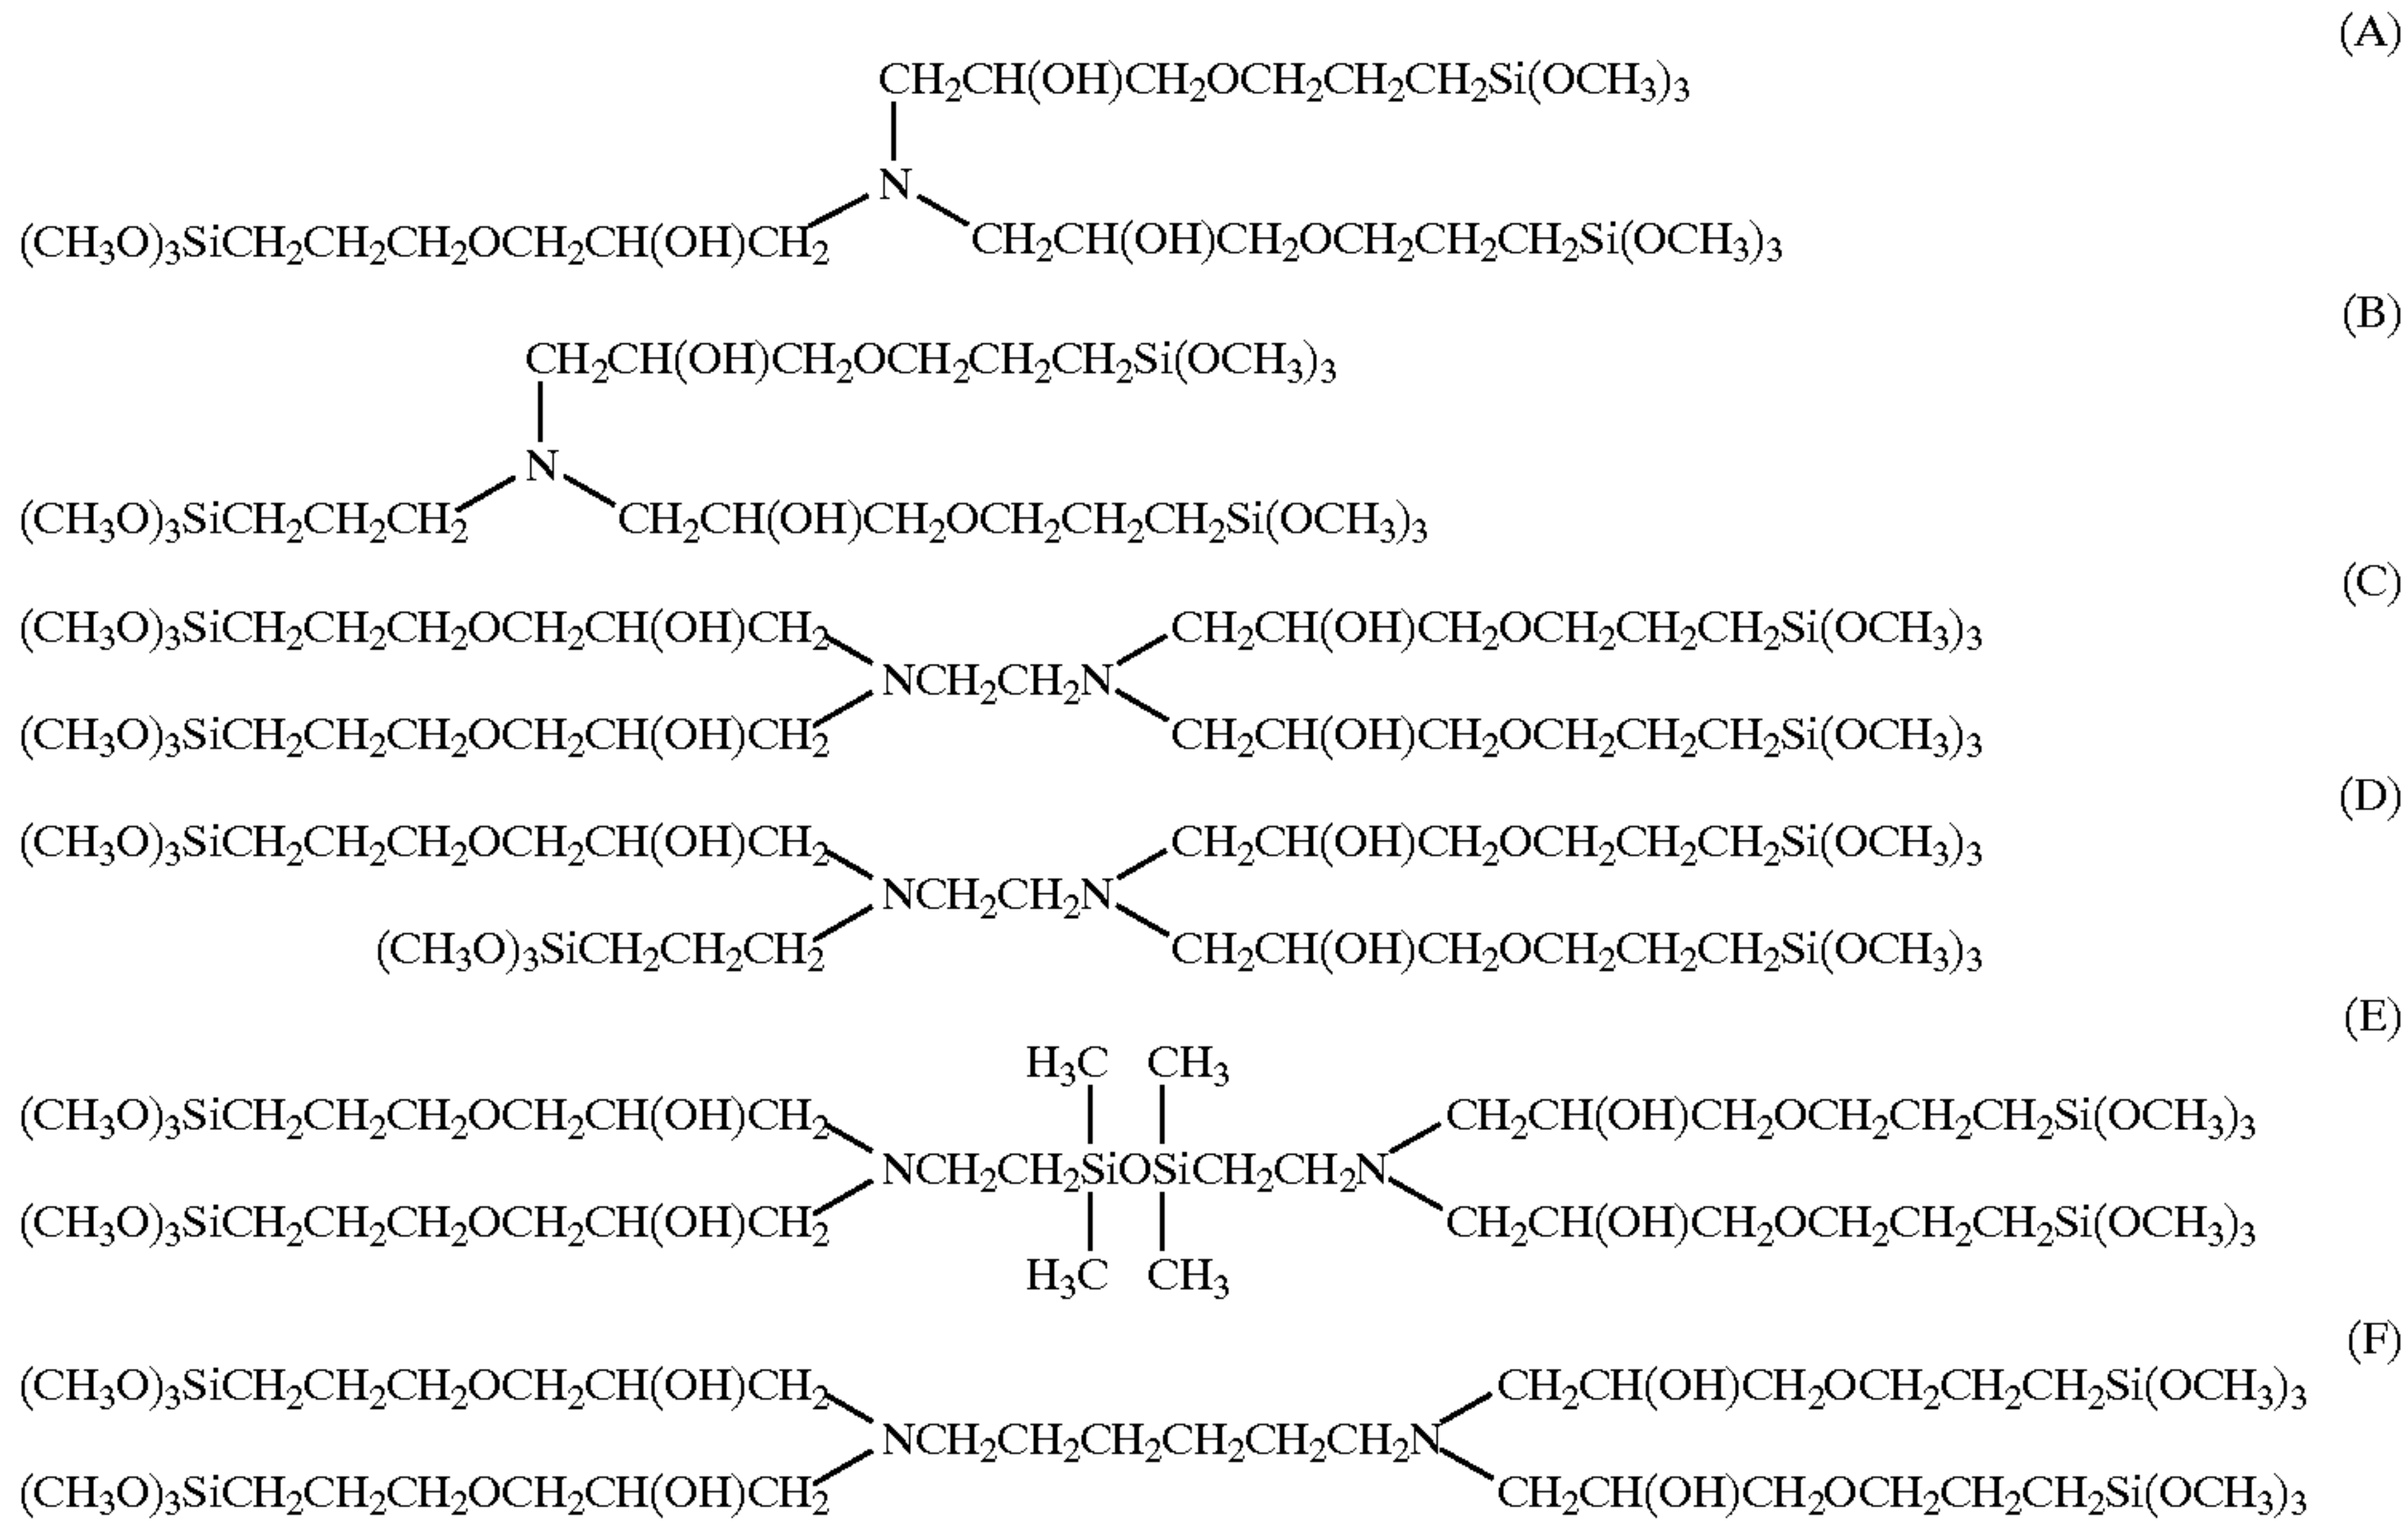 (A)
CH₂CH(OH)CH₂OCH₂CH₂CH₂Si(OCH₃)₃
N
(CH₃O)₃SiCH₂CH₂CH₂OCH₂CH(OH)CH₂ CH₂CH(OH)CH₂OCH₂CH₂CH₂Si(OCH₃)₃
(B)
CH₂CH(OH)CH₂OCH₂CH₂CH₂Si(OCH₃)₃
N
(CH₃O)₃SiCH₂CH₂CH₂ CH₂CH(OH)CH₂OCH₂CH₂CH₂Si(OCH₃)₃
(C)
(CH₃O)₃SiCH₂CH₂CH₂OCH₂CH(OH)CH₂ CH₂CH(OH)CH₂OCH₂CH₂CH₂Si(OCH₃)₃
NCH₂CH₂N
(CH₃O)₃SiCH₂CH₂CH₂OCH₂CH(OH)CH₂ CH₂CH(OH)CH₂OCH₂CH₂CH₂Si(OCH₃)₃
(D)
(CH₃O)₃SiCH₂CH₂CH₂OCH₂CH(OH)CH₂ CH₂CH(OH)CH₂OCH₂CH₂CH₂Si(OCH₃)₃
NCH₂CH₂N
(CH₃O)₃SiCH₂CH₂CH₂ CH₂CH(OH)CH₂OCH₂CH₂CH₂Si(OCH₃)₃
(E)
H₃C CH₃
(CH₃O)₃SiCH₂CH₂CH₂OCH₂CH(OH)CH₂ CH₂CH(OH)CH₂OCH₂CH₂CH₂Si(OCH₃)₃
NCH₂CH₂SiOSiCH₂CH₂N
(CH₃O)₃SiCH₂CH₂CH₂OCH₂CH(OH)CH₂ CH₂CH(OH)CH₂OCH₂CH₂CH₂Si(OCH₃)₃
H₃C CH₃
(F)
(CH₃O)₃SiCH₂CH₂CH₂OCH₂CH(OH)CH₂ CH₂CH(OH)CH₂OCH₂CH₂CH₂Si(OCH₃)₃
NCH₂CH₂CH₂CH₂CH₂CH₂N
(CH₃O)₃SiCH₂CH₂CH₂OCH₂CH(OH)CH₂ CH₂CH(OH)CH₂OCH₂CH₂CH₂Si(OCH₃)₃